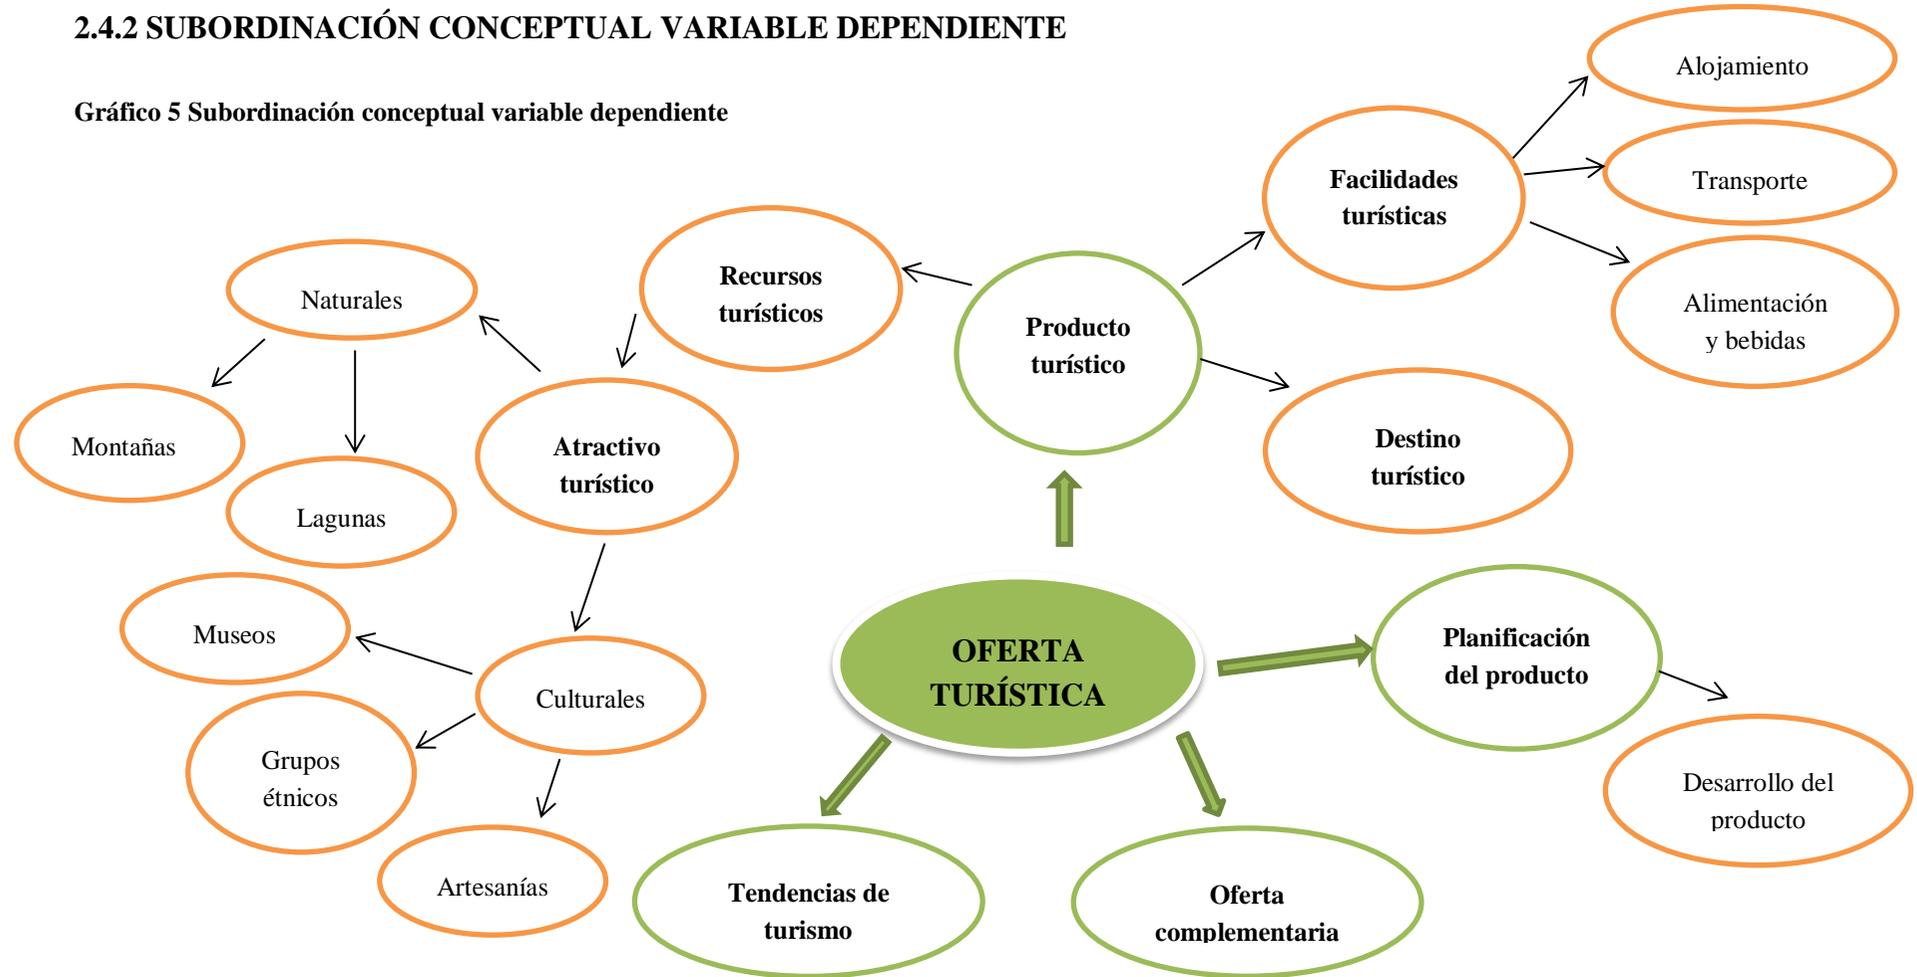 2.4.2 SUBORDINACIÓN CONCEPTUAL VARIABLE DEPENDIENTE
Gráfico 5 Subordinación conceptual variable dependiente
Alojamiento
Transporte
Facilidades
turísticas
Alimentación
y bebidas
Recursos
turísticos
Naturales
Producto
turístico
Montañas
Atractivo
turístico
Destino
turístico
Lagunas
Museos
Culturales
OFERTA
TURÍSTICA
Planificación
del producto
Grupos
étnicos
Desarrollo del
producto
Artesanías
Tendencias de
turismo
Oferta
complementaria